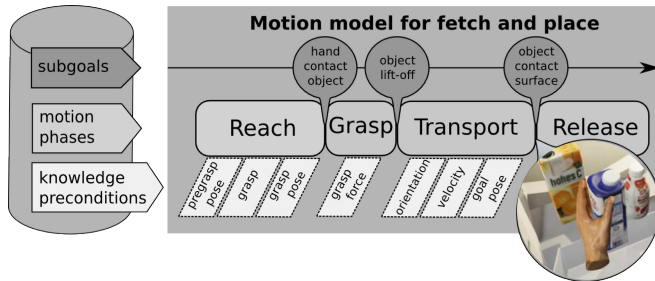 Motion model for fetch and place
subgoals
hand
contact
object
object
lift-off
object
contact
surface
motion
phases
Reach
Grasp
Transport
Release
knowledge
preconditions
pregrasp
pose
grasp
grasp
pose
grasp
force
orientation
velocity
goal
pose
hohes C